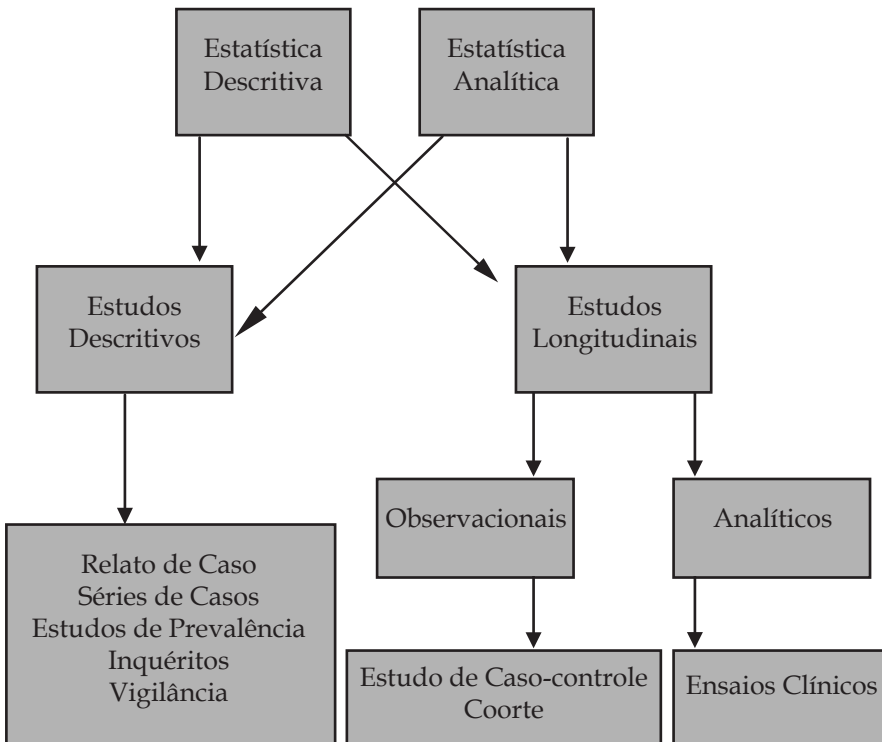 Estatística
Descritiva
Estatística
Analítica
Estudos
Descritivos
Estudos
Longitudinais
Observacionais
Analíticos
Relato de Caso
Séries de Casos
Estudos de Prevalência
Inquéritos
Vigilância
Estudo de Caso-controle
Coorte
Ensaios Clínicos